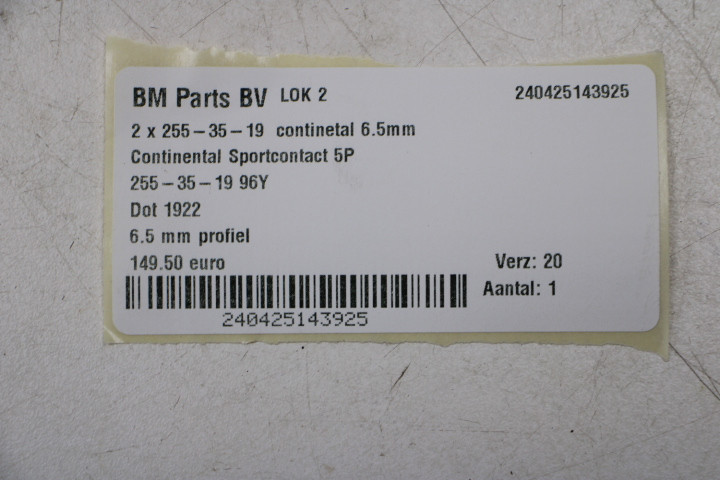 BM Parts BV LOK 2 240425143925
2 x 255-35-19 continetal 6.5mm
Continental Sportcontact 5P
255-35-19 96Y
Dot 1922
6.5 mm profiel
149.50 euro Verz: 20
Aantal: 1
240425143925